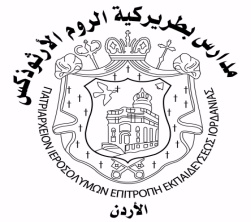 مدارس بطريركية الروم الأرثوذكس
ΠΑΤΡΙΑΡΧΕΙΟΝ ΙΕΡΟΣΟΛΥΜΩΝ ΕΠΙΤΡΟΠΗ ΕΚΠΑΙΔΕΥΣΕΩΣ ΙΟΡΔΑΝΙΑΣ
الأردن